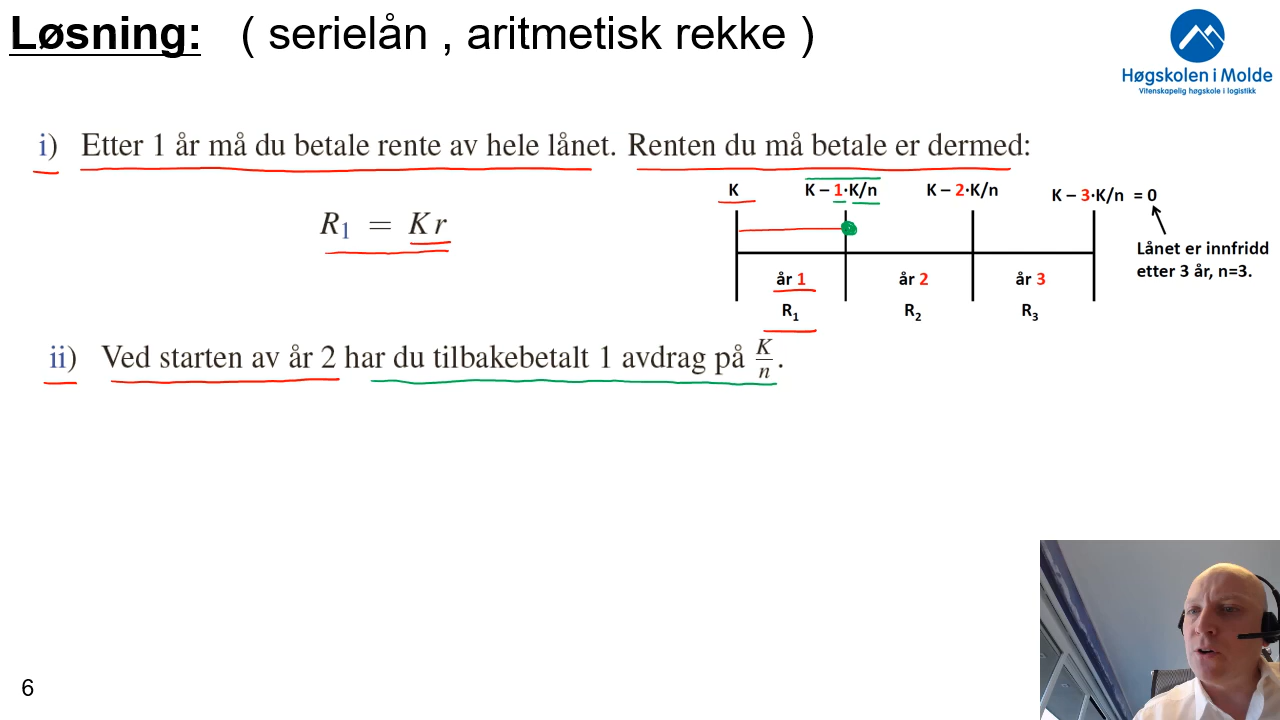 Løsning: ( serielån , aritmetisk rekke )
Høgskolen i Molde
Vitenskapelig høgskole i logistikk
i) Etter 1 år må du betale rente av hele lånet. Renten du må betale er dermed:
R₁ = K r
K K – 1·K/n K – 2·K/n K – 3·K/n = 0
Lånet er innfridd
etter 3 år, n=3.
år 1 år 2 år 3
R₁ R₂ R₃
ii) Ved starten av år 2 har du tilbakebetalt 1 avdrag på K/n.
6